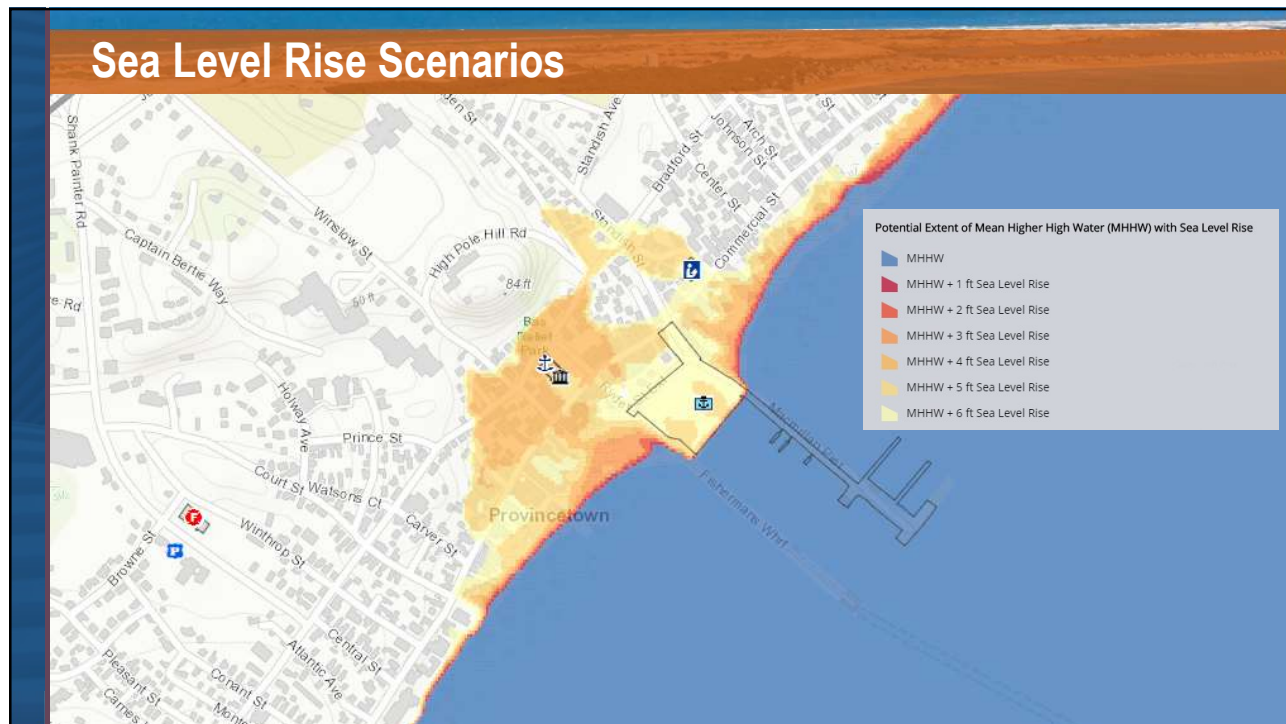 Sea Level Rise Scenarios
Shank Painter Rd
Standish Ave
Bradford St
Johnson St
Arch St
Center St
Commercial St
Winslow St
High Pole Hill Rd
Standish St
Captain Bertie Way
84 ft
50 ft
Park
Holway Ave
Prince St
Court St
Watsons Ct
Carver St
Provincetown
Macmillan
Fishermans Whrf
F
P
Winthrop St
Browne St
Central St
Atlantic Ave
Pleasant St
Conant St
Potential Extent of Mean Higher High Water (MHHW) with Sea Level Rise
MHHW
MHHW + 1 ft Sea Level Rise
MHHW + 2 ft Sea Level Rise
MHHW + 3 ft Sea Level Rise
MHHW + 4 ft Sea Level Rise
MHHW + 5 ft Sea Level Rise
MHHW + 6 ft Sea Level Rise